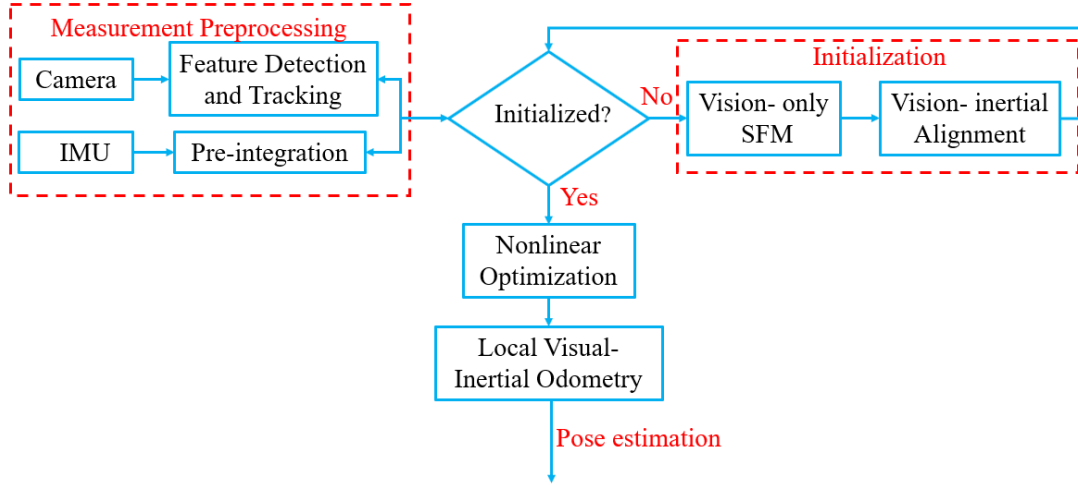 Measurement Preprocessing
Camera
Feature Detection
and Tracking
IMU
Pre-integration
Initialized?
No
Yes
Initialization
Vision- only
SFM
Vision- inertial
Alignment
Nonlinear
Optimization
Local Visual-
Inertial Odometry
Pose estimation